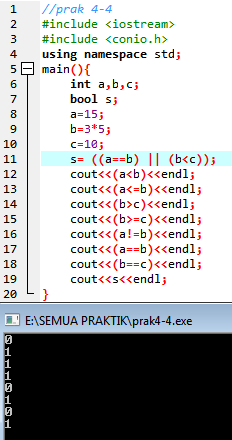 1 //prak 4-4
2 #include <iostream>
3 #include <conio.h>
4 using namespace std;
5 main(){
6 int a,b,c;
7 bool s;
8 a=15;
9 b=3*5;
10 c=10;
11 s= ((a==b) || (b<c));
12 cout<<(a<b)<<endl;
13 cout<<(a<=b)<<endl;
14 cout<<(b>c)<<endl;
15 cout<<(b>=c)<<endl;
16 cout<<(a!=b)<<endl;
17 cout<<(a==b)<<endl;
18 cout<<(b==c)<<endl;
19 cout<<s<<endl;
20 }
E:\SEMUA PRAKTIK\prak4-4.exe
0
1
1
1
0
1
0
1